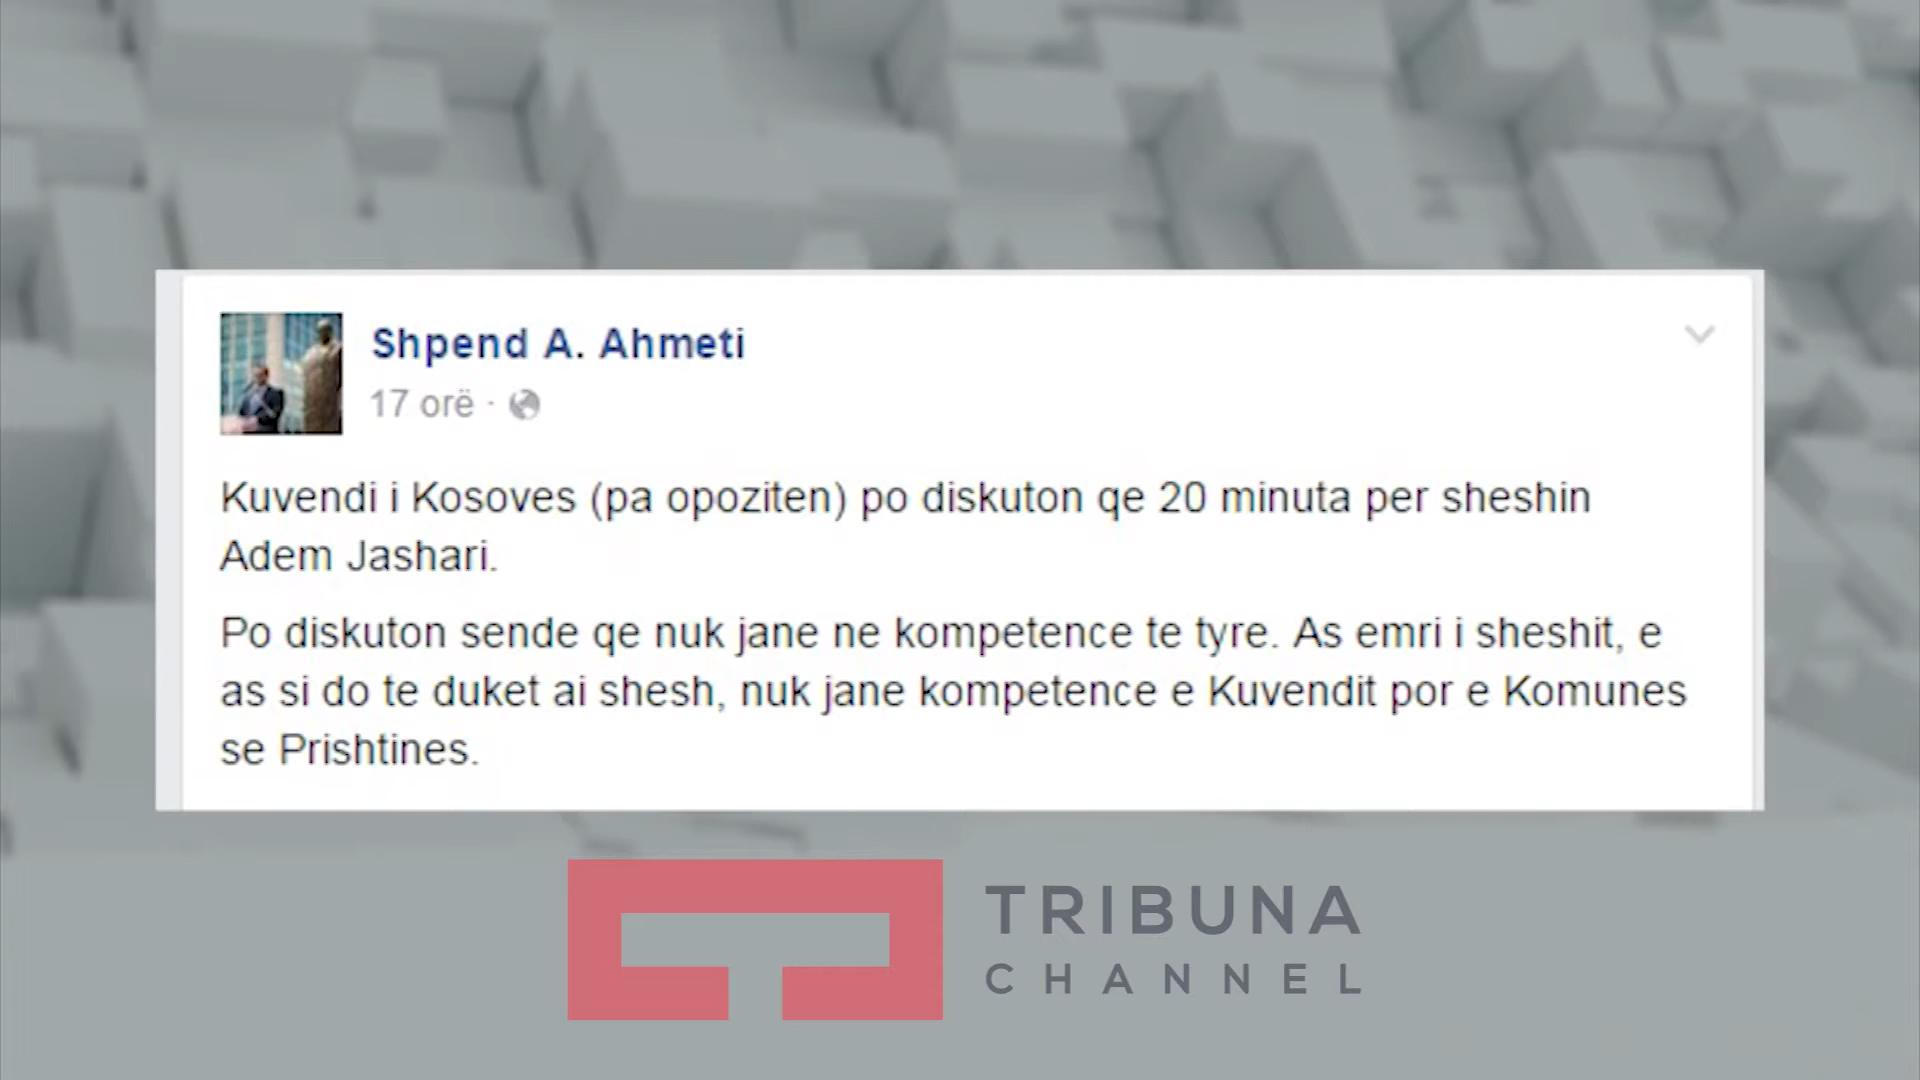 Shpend A. Ahmeti
17 orë ·
Kuvendi i Kosoves (pa opoziten) po diskuton qe 20 minuta per sheshin
Adem Jashari.
Po diskuton sende qe nuk jane ne kompetence te tyre. As emri i sheshit, e
as si do te duket ai shesh, nuk jane kompetence e Kuvendit por e Komunes
se Prishtines.
TRIBUNA
CHANNEL